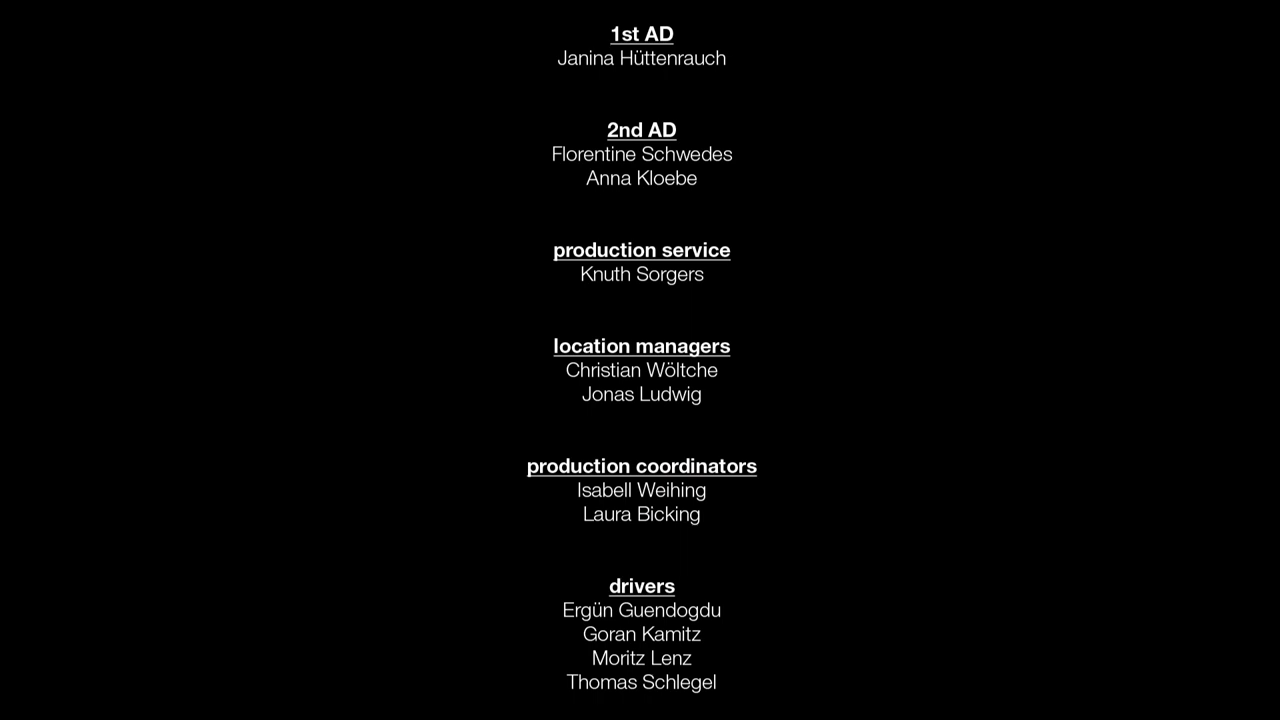 1st AD
Janina Hüttenrauch
2nd AD
Florentine Schwedes
Anna Kloebe
production service
Knuth Sorgers
location managers
Christian Wöltche
Jonas Ludwig
production coordinators
Isabell Weihing
Laura Bicking
drivers
Ergün Guendogdu
Goran Kamitz
Moritz Lenz
Thomas Schlegel